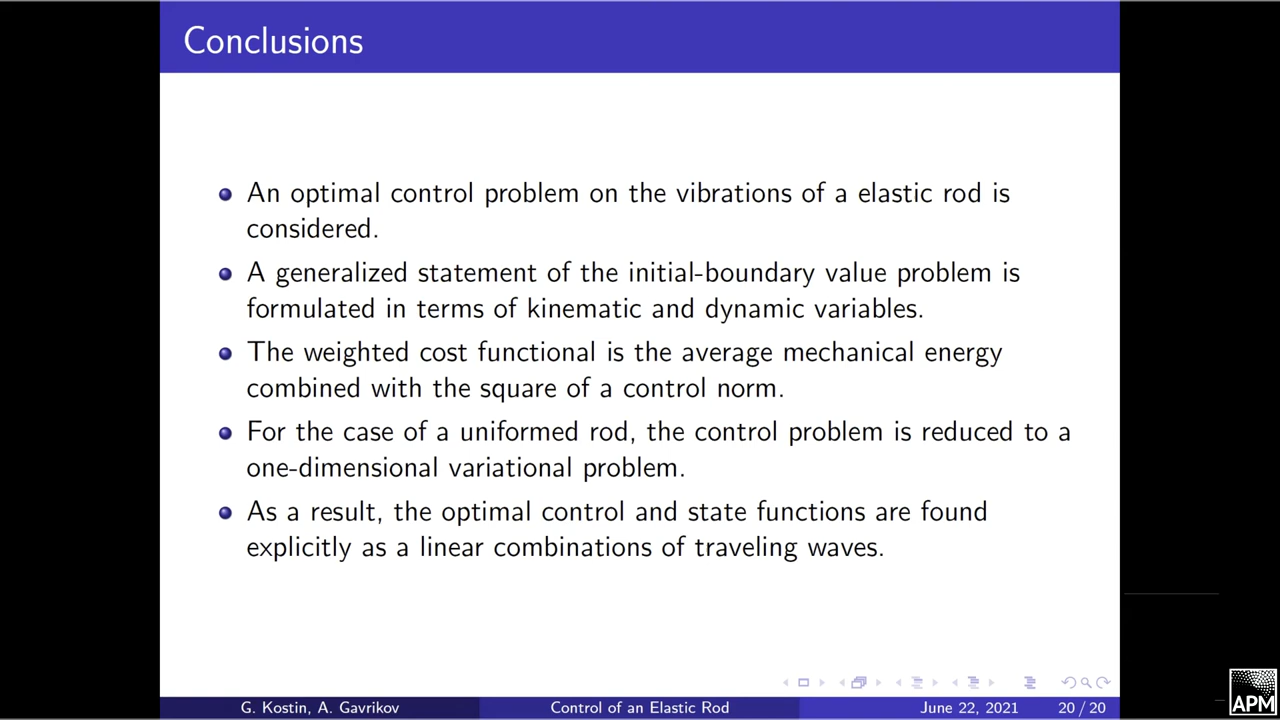 Conclusions
An optimal control problem on the vibrations of a elastic rod is
considered.
A generalized statement of the initial-boundary value problem is
formulated in terms of kinematic and dynamic variables.
The weighted cost functional is the average mechanical energy
combined with the square of a control norm.
For the case of a uniformed rod, the control problem is reduced to a
one-dimensional variational problem.
As a result, the optimal control and state functions are found
explicitly as a linear combinations of traveling waves.
G. Kostin, A. Gavrikov
Control of an Elastic Rod
June 22, 2021
20 / 20
APM